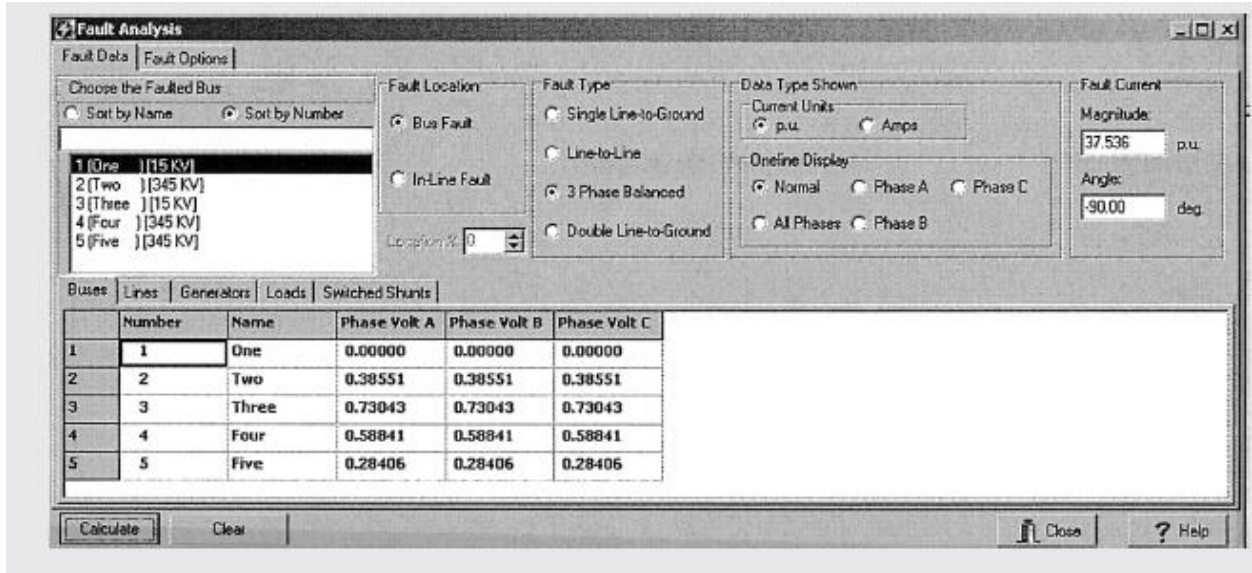 Fault Analysis
Fault Data Fault Options
Choose the Faulted Bus
Sort by Name Sort by Number
1 (One ) [15 KV]
2 (Two ) [345 KV]
3 (Three ) [15 KV]
4 (Four ) [345 KV]
5 (Five ) [345 KV]
Fault Location
Bus Fault
In-Line Fault
Location % 0
Fault Type
Single Line-to-Ground
Line-to-Line
3 Phase Balanced
Double Line-to-Ground
Data Type Shown
Current Units
p.u. Amps
Oneline Display
Normal Phase A Phase C
All Phases Phase B
Fault Current
Magnitude:
37.536 p.u.
Angle:
-90.00 deg.
Buses Lines Generators Loads Switched Shunts
Number Name Phase Volt A Phase Volt B Phase Volt C
1 1 One 0.00000 0.00000 0.00000
2 2 Two 0.38551 0.38551 0.38551
3 3 Three 0.73043 0.73043 0.73043
4 4 Four 0.58841 0.58841 0.58841
5 5 Five 0.28406 0.28406 0.28406
Calculate Clear Close ? Help